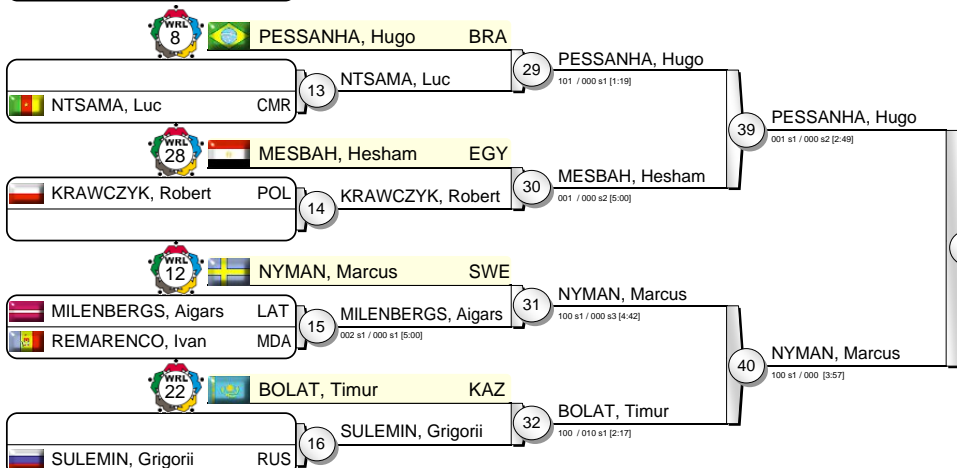 WRL
8
PESSANHA, Hugo BRA
NTSAMA, Luc CMR
13
NTSAMA, Luc
29
PESSANHA, Hugo
101 / 000 s1 [1:19]
WRL
28
MESBAH, Hesham EGY
KRAWCZYK, Robert POL
14
KRAWCZYK, Robert
30
MESBAH, Hesham
001 / 000 s2 [5:00]
39
PESSANHA, Hugo
001 s1 / 000 s2 [2:49]
WRL
12
NYMAN, Marcus SWE
MILENBERGS, Aigars LAT
REMARENCO, Ivan MDA
15
MILENBERGS, Aigars
002 s1 / 000 s1 [5:00]
31
NYMAN, Marcus
100 s1 / 000 s3 [4:42]
WRL
22
BOLAT, Timur KAZ
SULEMIN, Grigorii RUS
16
SULEMIN, Grigorii
32
BOLAT, Timur
100 / 010 s1 [2:17]
40
NYMAN, Marcus
100 s1 / 000 [3:57]